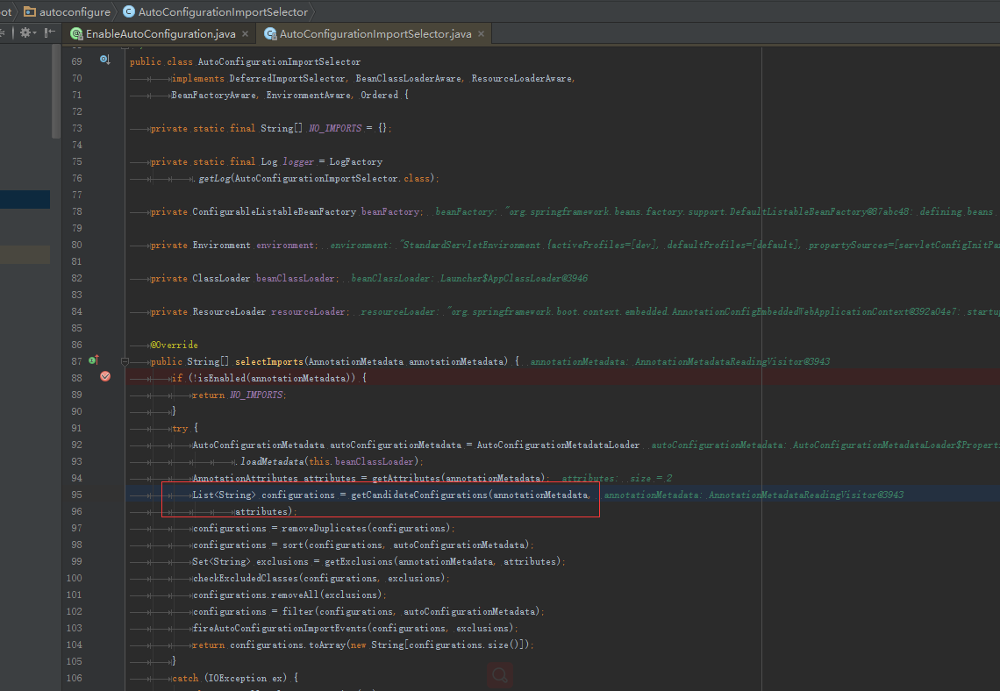 ot autoconfigure AutoConfigurationImportSelector
EnableAutoConfiguration.java × AutoConfigurationImportSelector.java ×
69 public class AutoConfigurationImportSelector
70 implements DeferredImportSelector, BeanClassLoaderAware, ResourceLoaderAware,
71 BeanFactoryAware, EnvironmentAware, Ordered {
72
73 private static final String[] NO_IMPORTS = {};
74
75 private static final Log logger = LogFactory
76 .getLog(AutoConfigurationImportSelector.class);
77
78 private ConfigurableListableBeanFactory beanFactory; beanFactory: "org.springframework.beans.factory.support.DefaultListableBeanFactory@87abc48: defining beans
79
80 private Environment environment; environment: "StandardServletEnvironment {activeProfiles=[dev], defaultProfiles=[default], propertySources=[servletConfigInitPar
81
82 private ClassLoader beanClassLoader; beanClassLoader: Launcher$AppClassLoader@3946
83
84 private ResourceLoader resourceLoader; resourceLoader: "org.springframework.boot.context.embedded.AnnotationConfigEmbeddedWebApplicationContext@392a04e7: startup
85
86 @Override
87 public String[] selectImports(AnnotationMetadata annotationMetadata) { annotationMetadata: AnnotationMetadataReadingVisitor@3943
88 if (!isEnabled(annotationMetadata)) {
89 return NO_IMPORTS;
90 }
91 try {
92 AutoConfigurationMetadata autoConfigurationMetadata = AutoConfigurationMetadataLoader autoConfigurationMetadata: AutoConfigurationMetadataLoader$Properti
93 .loadMetadata(this.beanClassLoader);
94 AnnotationAttributes attributes = getAttributes(annotationMetadata); attributes: size = 2
95 List<String> configurations = getCandidateConfigurations(annotationMetadata, annotationMetadata: AnnotationMetadataReadingVisitor@3943
96 attributes);
97 configurations = removeDuplicates(configurations);
98 configurations = sort(configurations, autoConfigurationMetadata);
99 Set<String> exclusions = getExclusions(annotationMetadata, attributes);
100 checkExcludedClasses(configurations, exclusions);
101 configurations.removeAll(exclusions);
102 configurations = filter(configurations, autoConfigurationMetadata);
103 fireAutoConfigurationImportEvents(configurations, exclusions);
104 return configurations.toArray(new String[configurations.size()]);
105 }
106 catch (IOException ex) {